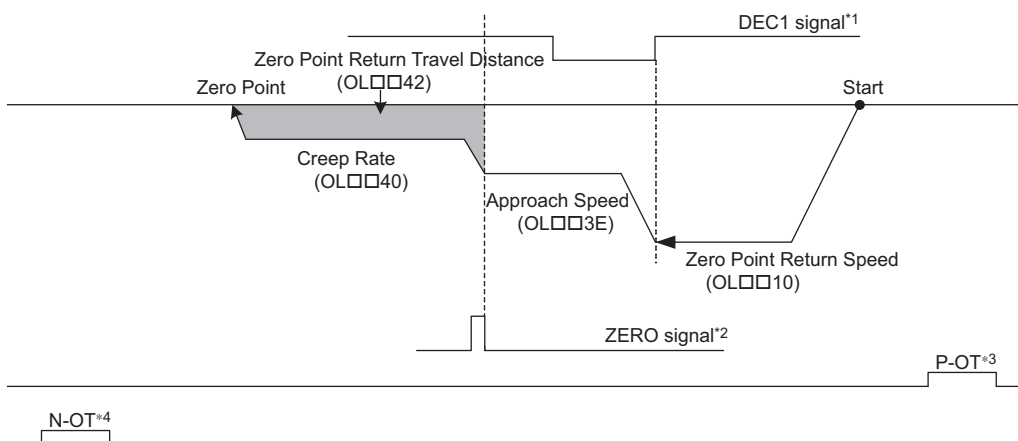 DEC1 signal*1
Zero Point Return Travel Distance
(OL□□42)
Zero Point
Start
Creep Rate
(OL□□40)
Approach Speed
(OL□□3E)
Zero Point Return Speed
(OL□□10)
ZERO signal*2
P-OT*3
N-OT*4